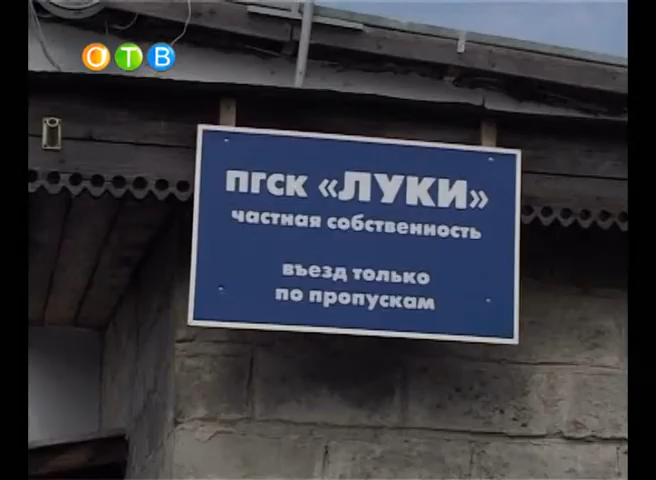 ОТВ
ПГСК «ЛУКИ»
частная собственность
въезд только
по пропускам